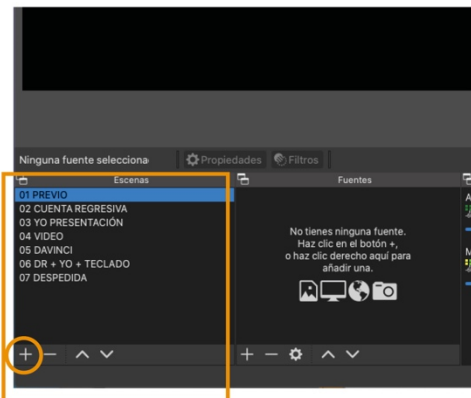 Ninguna fuente selecciona
Propiedades
Filtros
Escenas
01 PREVIO
02 CUENTA REGRESIVA
03 YO PRESENTACIÓN
04 VIDEO
05 DAVINCI
06 DR + YO + TECLADO
07 DESPEDIDA
Fuentes
No tienes ninguna fuente.
Haz clic en el botón +,
o haz clic derecho aquí para
añadir una.
A
M